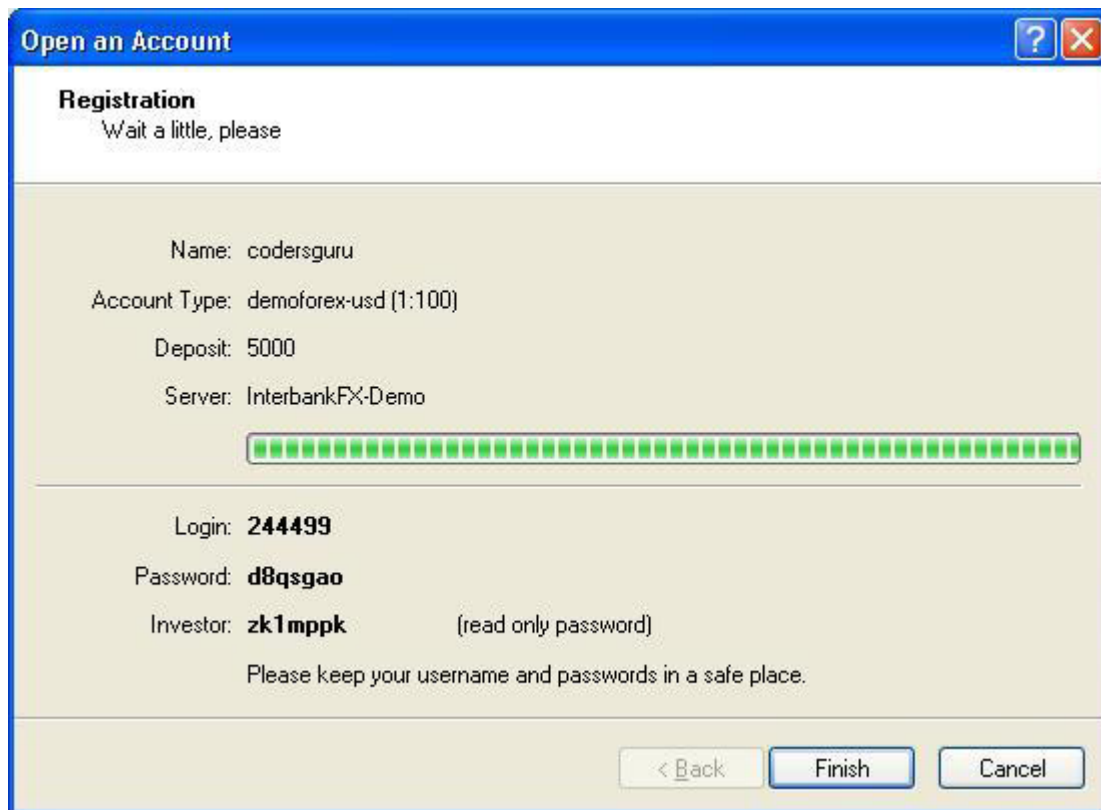 Open an Account
Registration
Wait a little, please
Name: codersguru
Account Type: demoforex-usd (1:100)
Deposit: 5000
Server: InterbankFX-Demo
Login: 244499
Password: d8qsgao
Investor: zk1mppk (read only password)
Please keep your username and passwords in a safe place.
< Back Finish Cancel